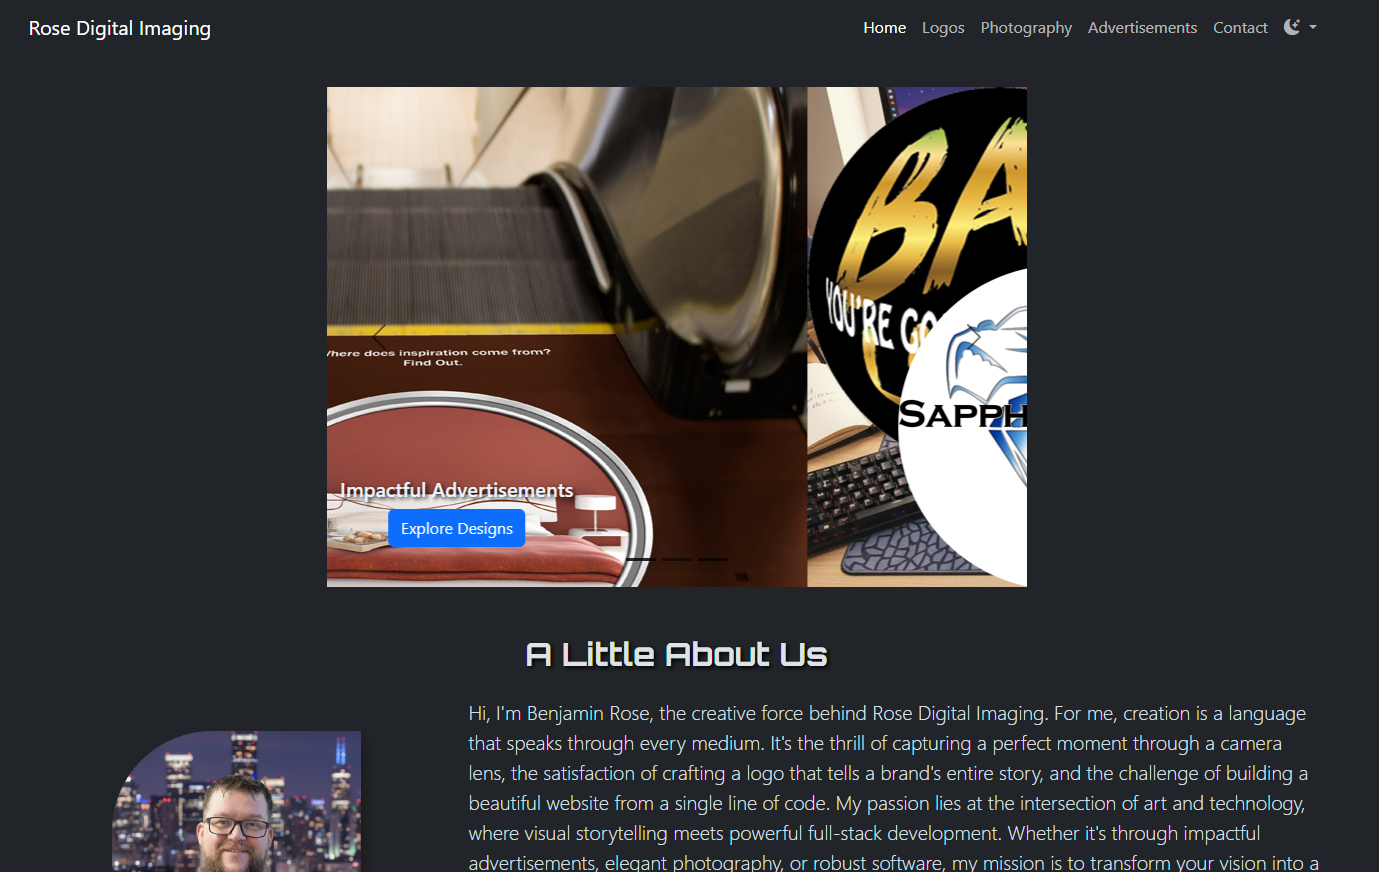 Rose Digital Imaging
Home Logos Photography Advertisements Contact
BA
YOU'RE GO
here does inspiration come from?
Find Out.
SAPPH
Impactful Advertisements
Explore Designs
A Little About Us
Hi, I'm Benjamin Rose, the creative force behind Rose Digital Imaging. For me, creation is a language
that speaks through every medium. It's the thrill of capturing a perfect moment through a camera
lens, the satisfaction of crafting a logo that tells a brand's entire story, and the challenge of building a
beautiful website from a single line of code. My passion lies at the intersection of art and technology,
where visual storytelling meets powerful full-stack development. Whether it's through impactful
advertisements, elegant photography, or robust software, my mission is to transform your vision into a